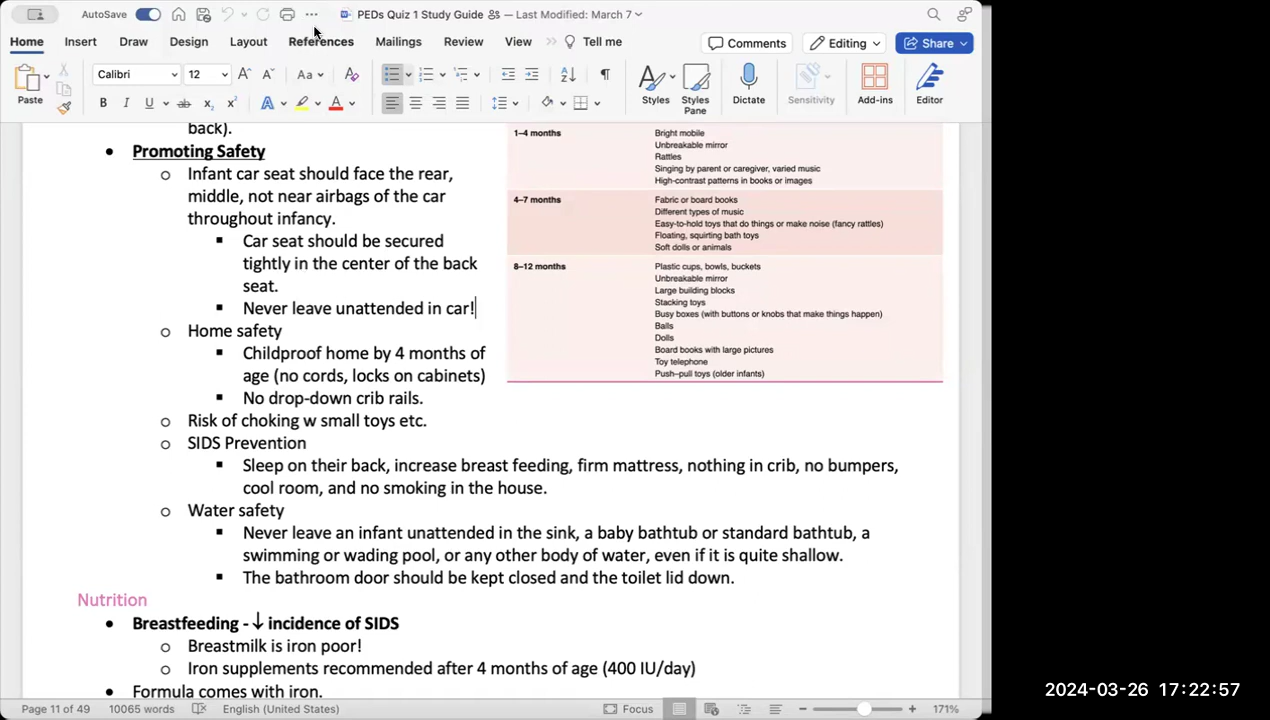 AutoSave
PEDs Quiz 1 Study Guide — Last Modified: March 7
Home Insert Draw Design Layout References Mailings Review View Tell me
Comments Editing Share
Paste
Calibri 12
Styles Styles Pane Dictate Sensitivity Add-ins Editor
back).
Promoting Safety
Infant car seat should face the rear,
middle, not near airbags of the car
throughout infancy.
Car seat should be secured
tightly in the center of the back
seat.
Never leave unattended in car!
Home safety
Childproof home by 4 months of
age (no cords, locks on cabinets)
No drop-down crib rails.
Risk of choking w small toys etc.
SIDS Prevention
Sleep on their back, increase breast feeding, firm mattress, nothing in crib, no bumpers,
cool room, and no smoking in the house.
Water safety
Never leave an infant unattended in the sink, a baby bathtub or standard bathtub, a
swimming or wading pool, or any other body of water, even if it is quite shallow.
The bathroom door should be kept closed and the toilet lid down.
Nutrition
Breastfeeding - ↓ incidence of SIDS
Breastmilk is iron poor!
Iron supplements recommended after 4 months of age (400 IU/day)
Formula comes with iron.
1–4 months Bright mobile
Unbreakable mirror
Rattles
Singing by parent or caregiver, varied music
High-contrast patterns in books or images
4–7 months Fabric or board books
Different types of music
Easy-to-hold toys that do things or make noise (fancy rattles)
Floating, squirting bath toys
Soft dolls or animals
8–12 months Plastic cups, bowls, buckets
Unbreakable mirror
Large building blocks
Stacking toys
Busy boxes (with buttons or knobs that make things happen)
Balls
Dolls
Board books with large pictures
Toy telephone
Push–pull toys (older infants)
Page 11 of 49 10065 words English (United States) Focus 171%
2024-03-26 17:22:57